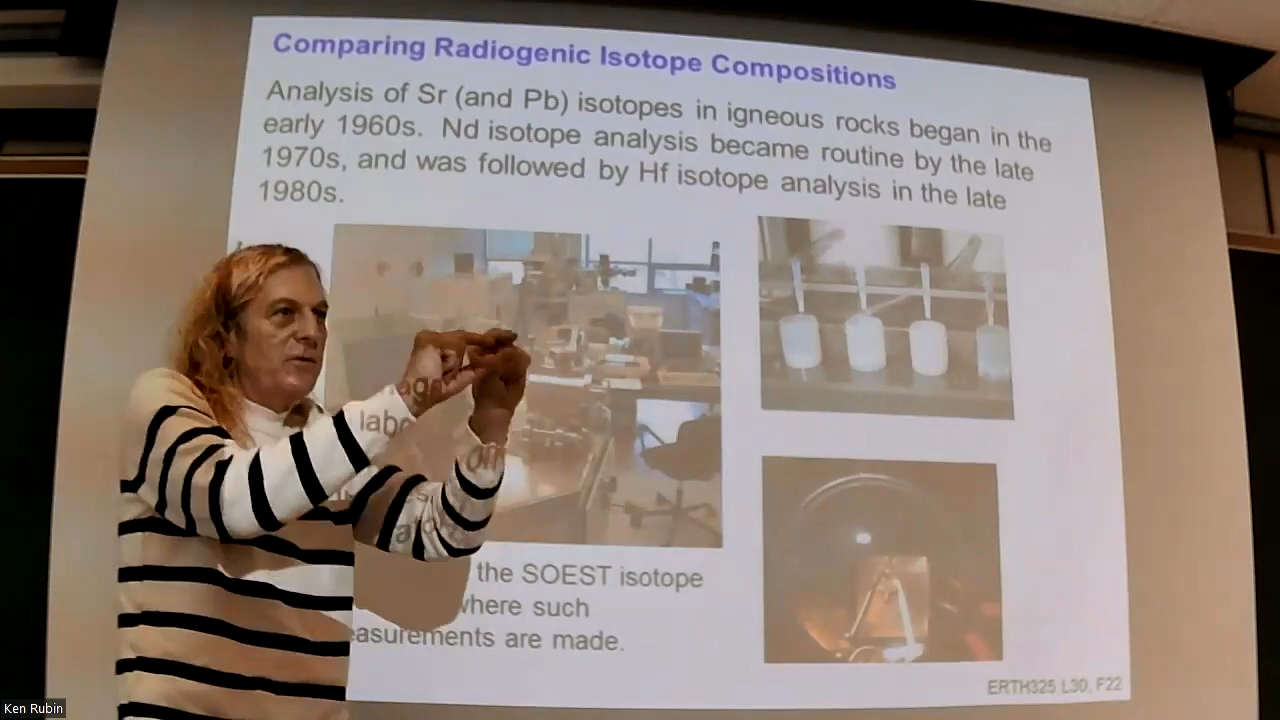 Comparing Radiogenic Isotope Compositions
Analysis of Sr (and Pb) isotopes in igneous rocks began in the
early 1960s. Nd isotope analysis became routine by the late
1970s, and was followed by Hf isotope analysis in the late
1980s.
the SOEST isotope
where such
easurements are made.
ERTH325 L30, F22
Ken Rubin